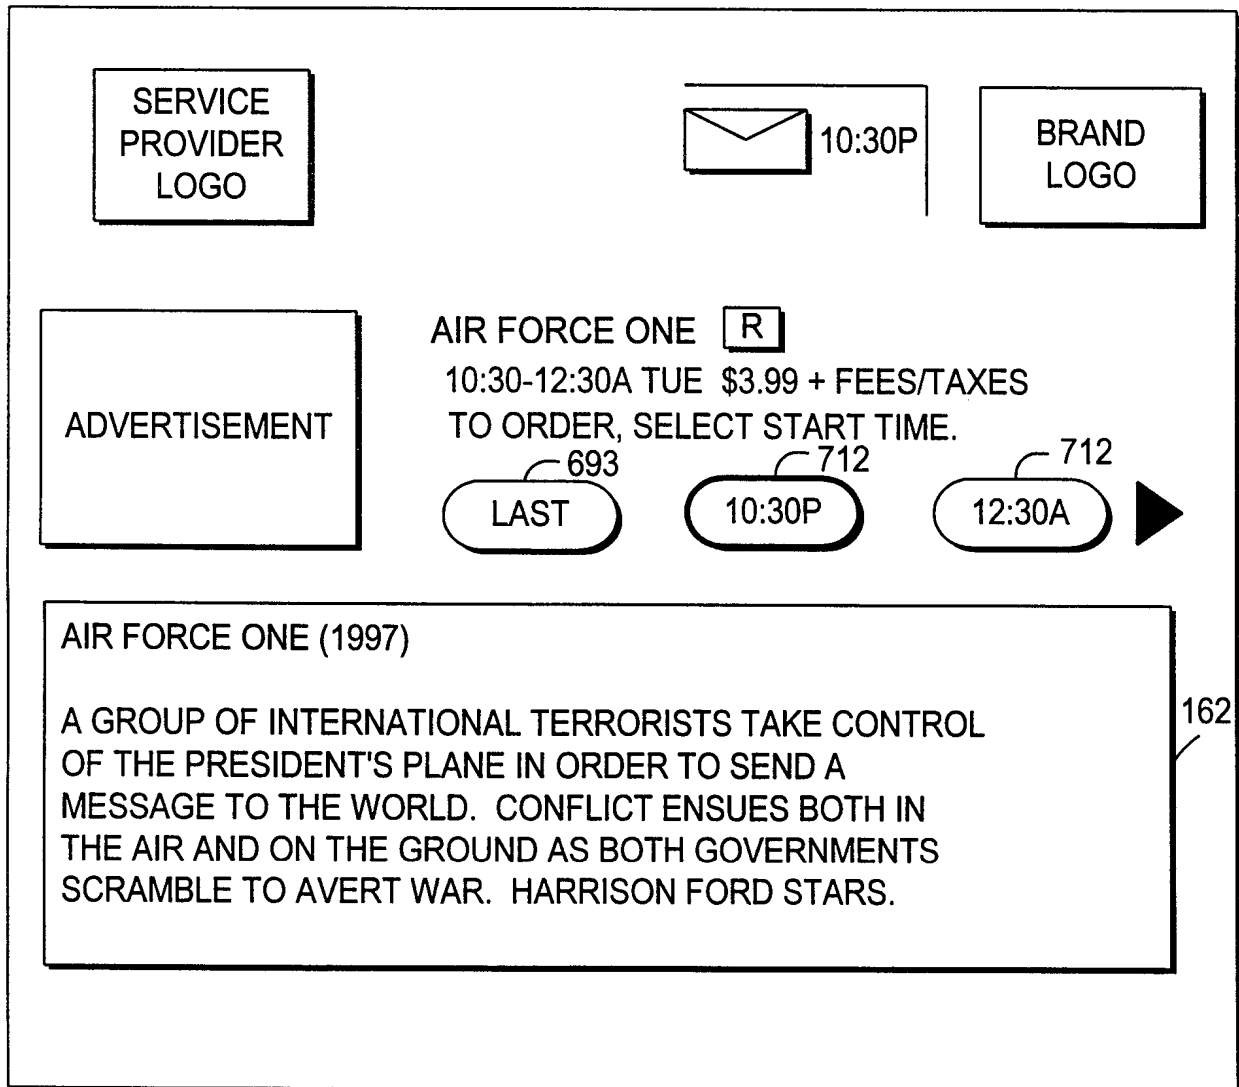 SERVICE
PROVIDER
LOGO
10:30P
BRAND
LOGO
ADVERTISEMENT
AIR FORCE ONE R
10:30-12:30A TUE $3.99 + FEES/TAXES
TO ORDER, SELECT START TIME.
693
712
712
LAST
10:30P
12:30A
AIR FORCE ONE (1997)
A GROUP OF INTERNATIONAL TERRORISTS TAKE CONTROL
OF THE PRESIDENT'S PLANE IN ORDER TO SEND A
MESSAGE TO THE WORLD. CONFLICT ENSUES BOTH IN
THE AIR AND ON THE GROUND AS BOTH GOVERNMENTS
SCRAMBLE TO AVERT WAR. HARRISON FORD STARS.
162